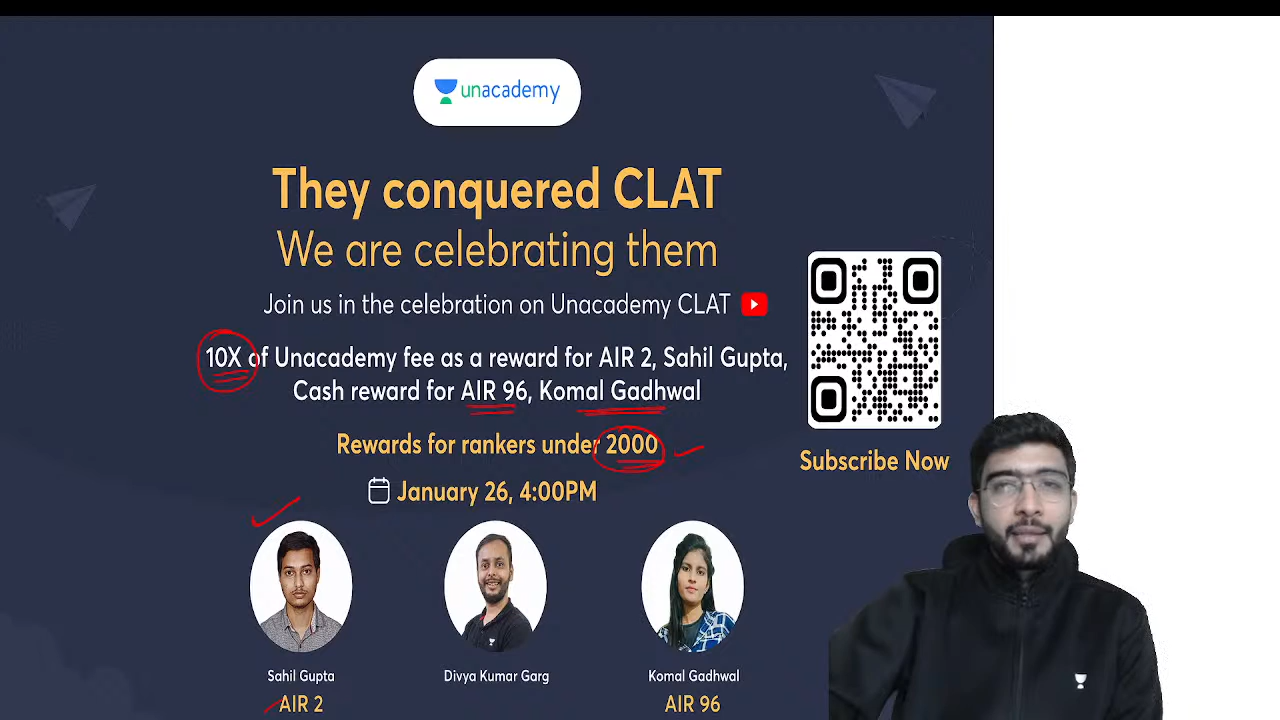 unacademy
They conquered CLAT
We are celebrating them
Join us in the celebration on Unacademy CLAT
10X of Unacademy fee as a reward for AIR 2, Sahil Gupta,
Cash reward for AIR 96, Komal Gadhwal
Rewards for rankers under 2000
January 26, 4:00PM
Subscribe Now
Sahil Gupta
AIR 2
Divya Kumar Garg
Komal Gadhwal
AIR 96